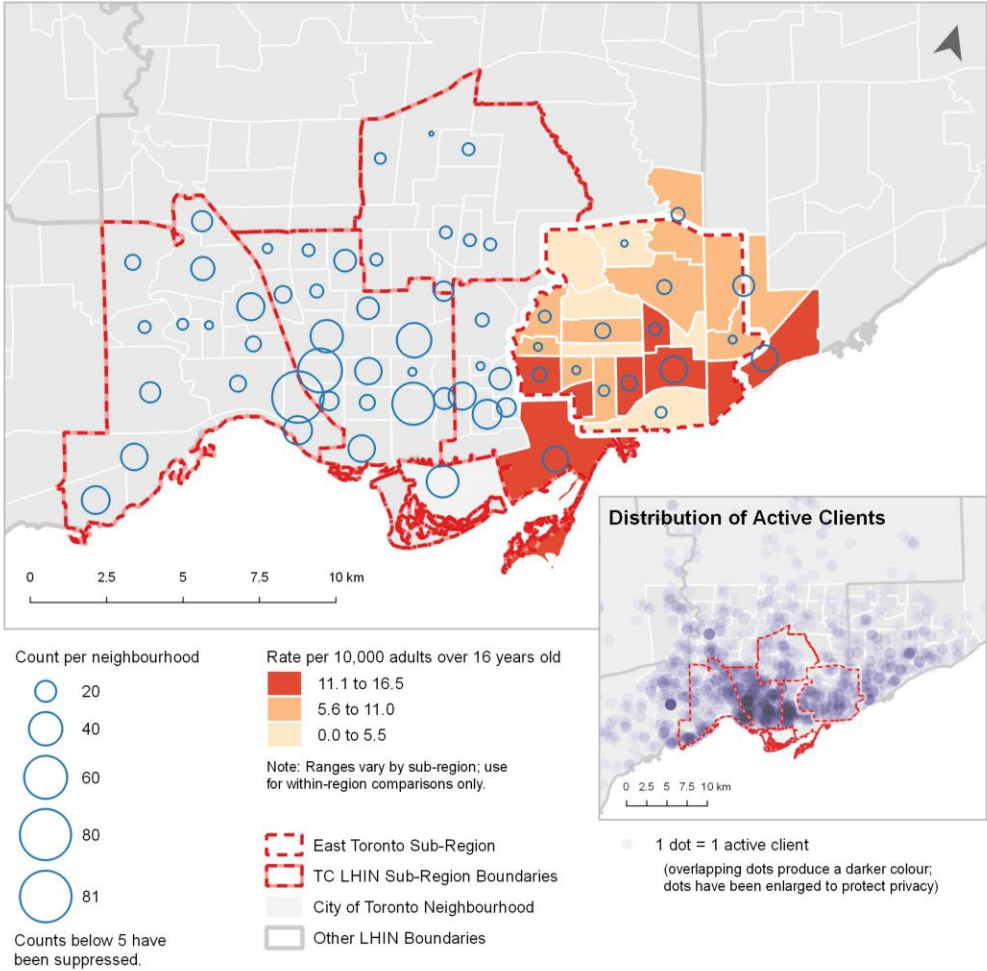 0 2.5 5 7.5 10 km
Distribution of Active Clients
0 2.5 5 7.5 10 km
Count per neighbourhood
20
40
60
80
81
Counts below 5 have
been suppressed.
Rate per 10,000 adults over 16 years old
11.1 to 16.5
5.6 to 11.0
0.0 to 5.5
Note: Ranges vary by sub-region; use
for within-region comparisons only.
East Toronto Sub-Region
TC LHIN Sub-Region Boundaries
City of Toronto Neighbourhood
Other LHIN Boundaries
1 dot = 1 active client
(overlapping dots produce a darker colour;
dots have been enlarged to protect privacy)